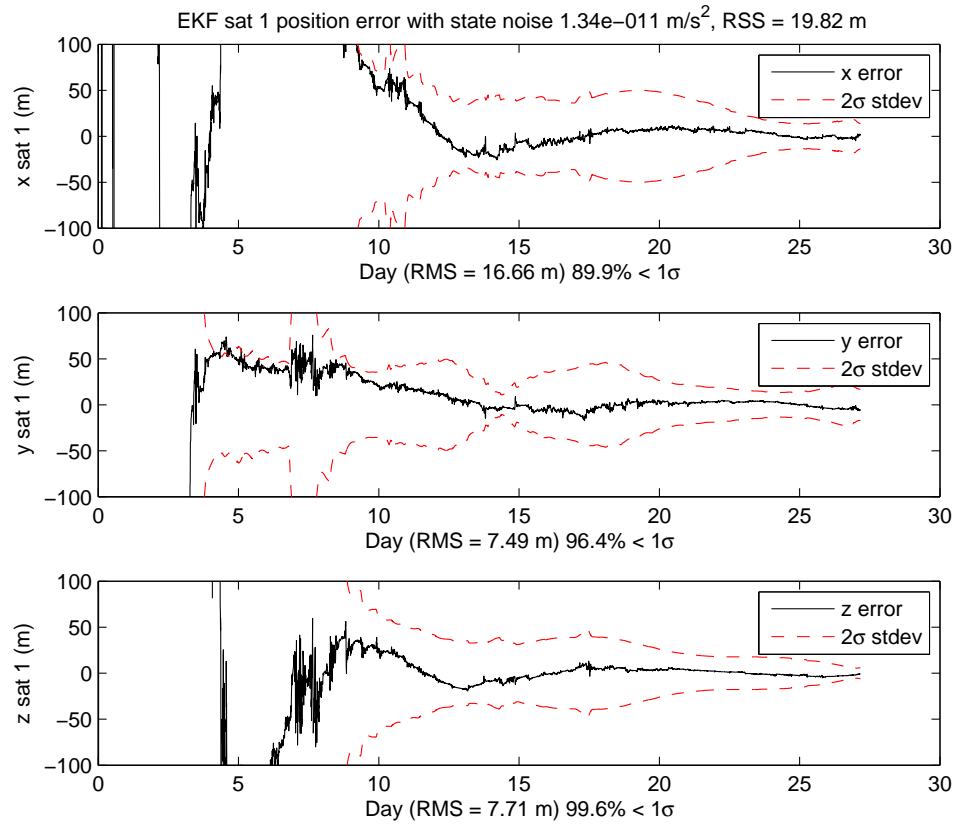 EKF sat 1 position error with state noise 1.34e−011 m/s², RSS = 19.82 m
100
50
0
−50
−100
x sat 1 (m)
x error
2σ stdev
0 5 10 15 20 25 30
Day (RMS = 16.66 m) 89.9% < 1σ
100
50
0
−50
−100
y sat 1 (m)
y error
2σ stdev
0 5 10 15 20 25 30
Day (RMS = 7.49 m) 96.4% < 1σ
100
50
0
−50
−100
z sat 1 (m)
z error
2σ stdev
0 5 10 15 20 25 30
Day (RMS = 7.71 m) 99.6% < 1σ